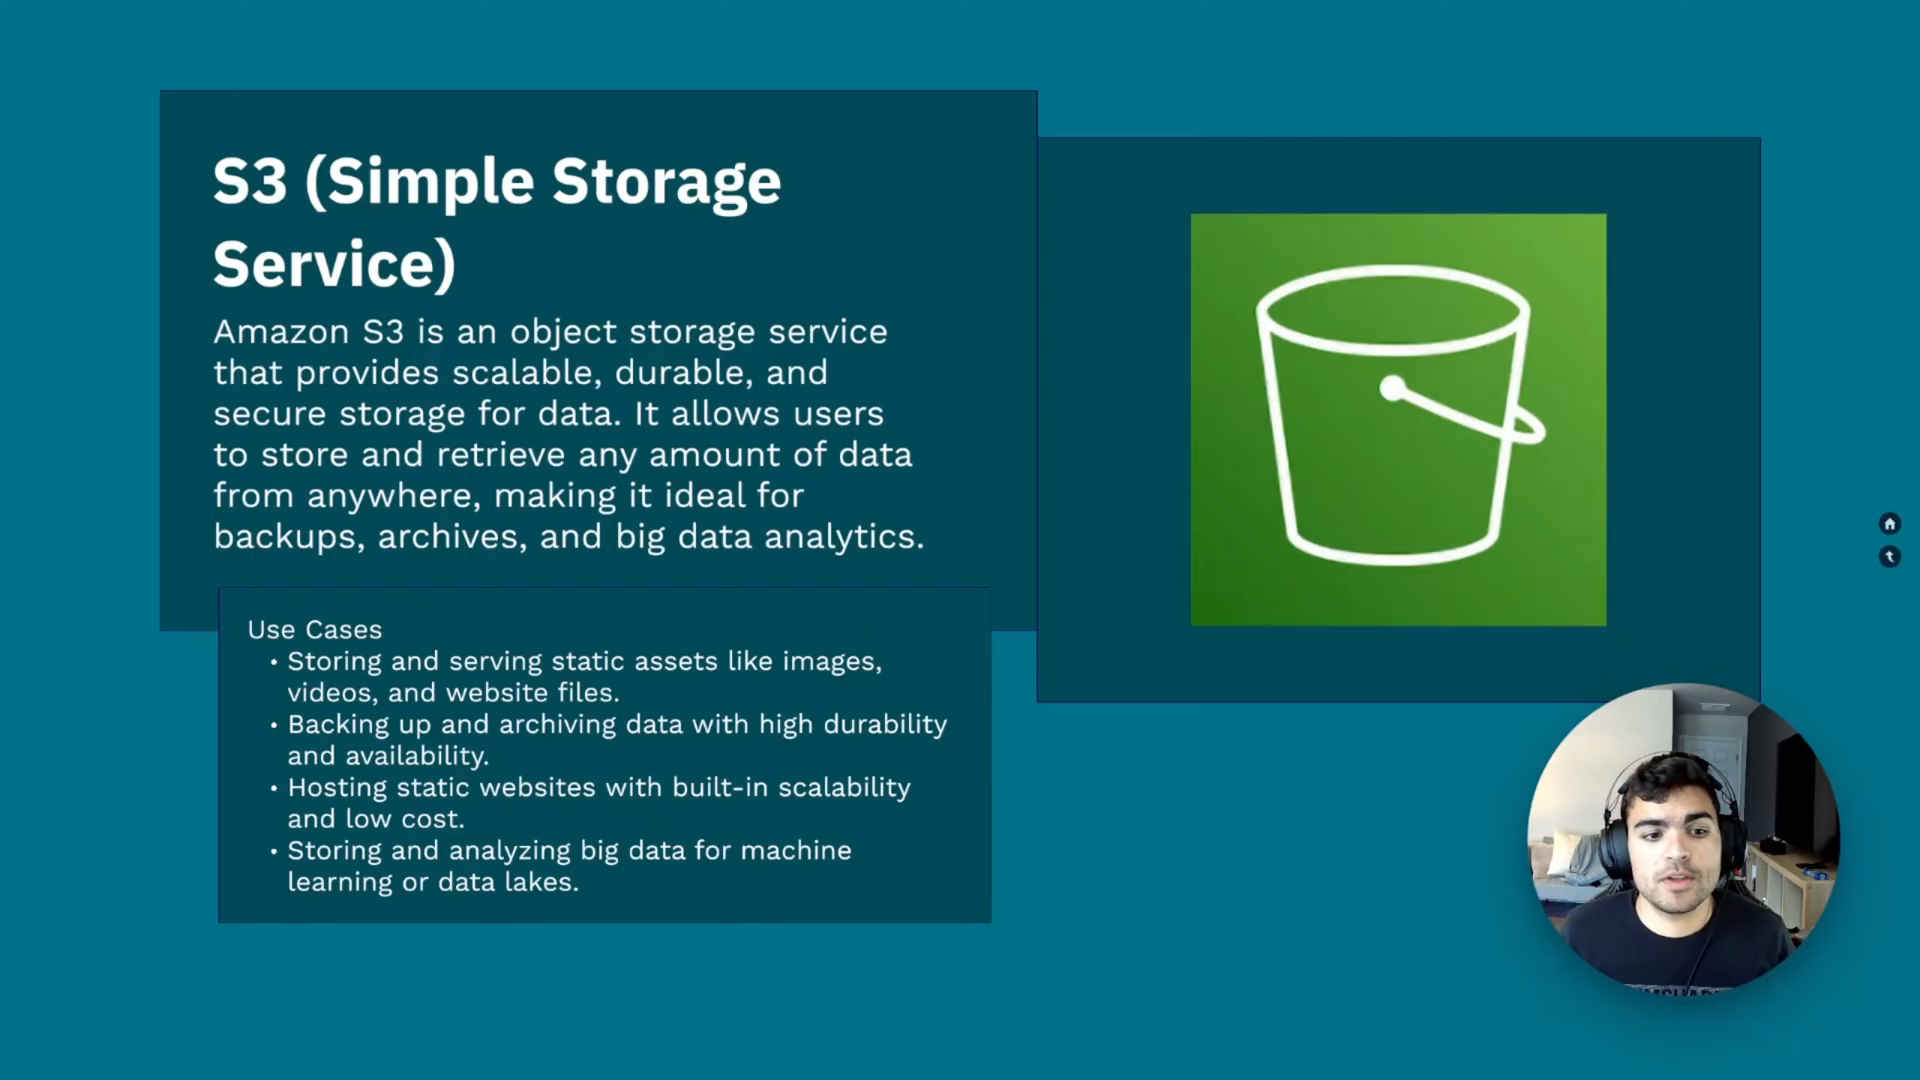 S3 (Simple Storage
Service)
Amazon S3 is an object storage service
that provides scalable, durable, and
secure storage for data. It allows users
to store and retrieve any amount of data
from anywhere, making it ideal for
backups, archives, and big data analytics.
Use Cases
• Storing and serving static assets like images,
videos, and website files.
• Backing up and archiving data with high durability
and availability.
• Hosting static websites with built-in scalability
and low cost.
• Storing and analyzing big data for machine
learning or data lakes.